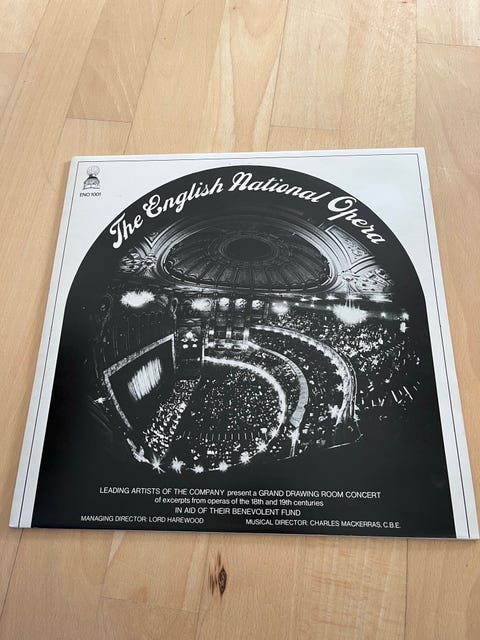 ENO 1001
The English National Opera
LEADING ARTISTS OF THE COMPANY present a GRAND DRAWING ROOM CONCERT
of excerpts from operas of the 18th and 19th centuries
IN AID OF THEIR BENEVOLENT FUND
MANAGING DIRECTOR: LORD HAREWOOD MUSICAL DIRECTOR: CHARLES MACKERRAS, C.B.E.